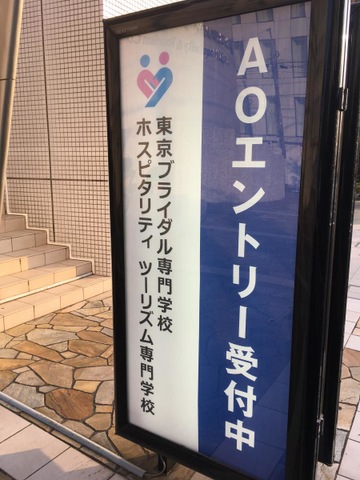 AOエントリー受付中
東京ブライダル専門学校
ホスピタリティ ツーリズム専門学校